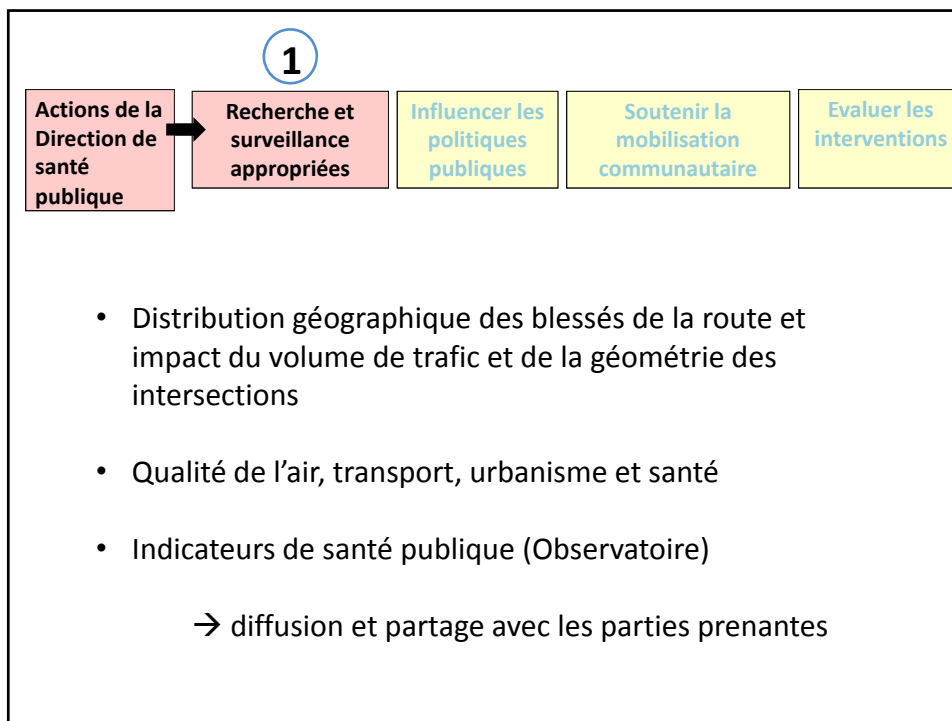 1
Actions de la
Direction de
santé
publique
Recherche et
surveillance
appropriées
Influencer les
politiques
publiques
Soutenir la
mobilisation
communautaire
Evaluer les
interventions
• Distribution géographique des blessés de la route et
impact du volume de trafic et de la géométrie des
intersections
• Qualité de l’air, transport, urbanisme et santé
• Indicateurs de santé publique (Observatoire)
→ diffusion et partage avec les parties prenantes